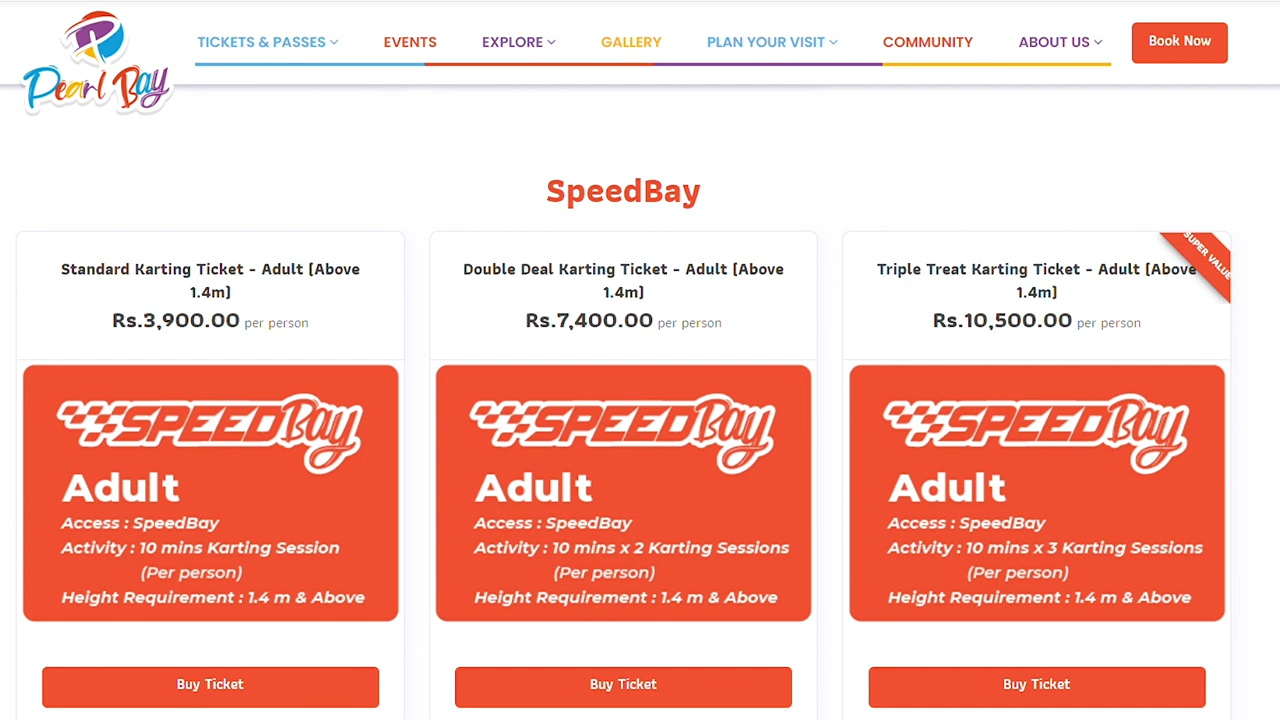 Pearl Bay
TICKETS & PASSES
EVENTS
EXPLORE
GALLERY
PLAN YOUR VISIT
COMMUNITY
ABOUT US
Book Now
SpeedBay
Standard Karting Ticket - Adult (Above
1.4m)
Rs.3,900.00 per person
SPEEDBay
Adult
Access : SpeedBay
Activity : 10 mins Karting Session
(Per person)
Height Requirement : 1.4 m & Above
Buy Ticket
Double Deal Karting Ticket - Adult (Above
1.4m)
Rs.7,400.00 per person
SPEEDBay
Adult
Access : SpeedBay
Activity : 10 mins x 2 Karting Sessions
(Per person)
Height Requirement : 1.4 m & Above
Buy Ticket
SUPER VALUE
Triple Treat Karting Ticket - Adult (Above
1.4m)
Rs.10,500.00 per person
SPEEDBay
Adult
Access : SpeedBay
Activity : 10 mins x 3 Karting Sessions
(Per person)
Height Requirement : 1.4 m & Above
Buy Ticket